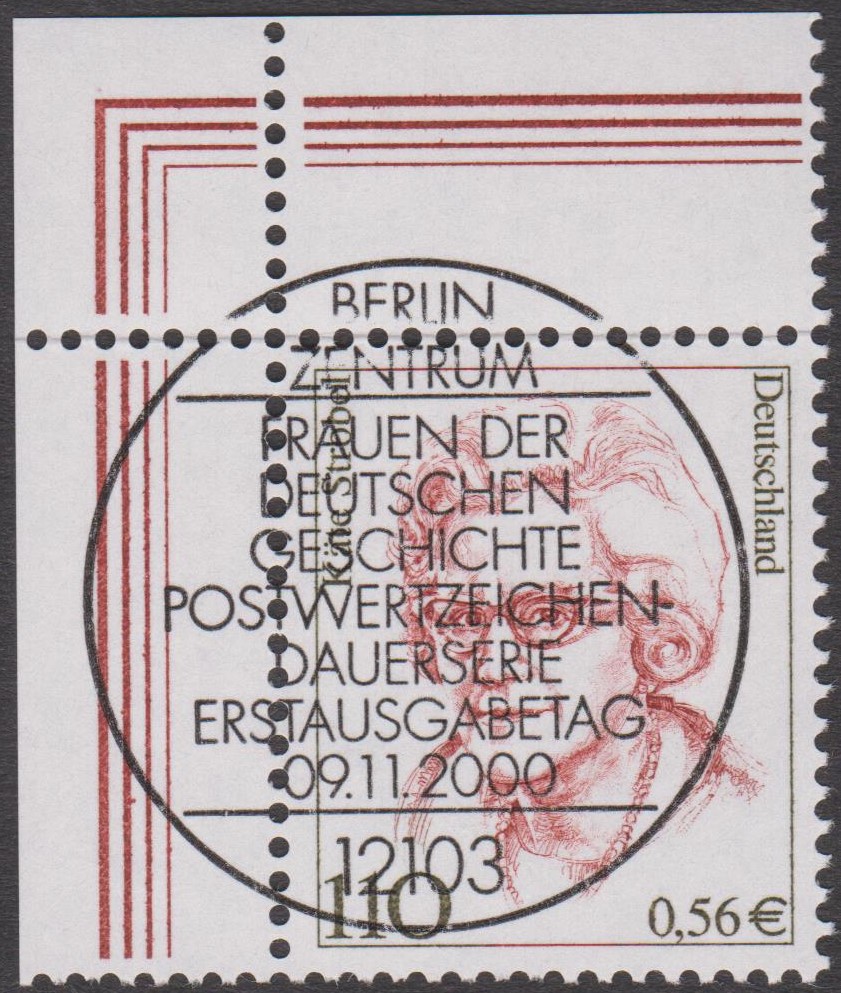 BERLIN
ZENTRUM
FRAUEN DER
DEUTSCHEN
GESCHICHTE
POSTWERTZEICHEN-
DAUERSERIE
ERSTAUSGABETAG
09.11.2000
12103
Käte Strobel
Deutschland
110
0,56 €